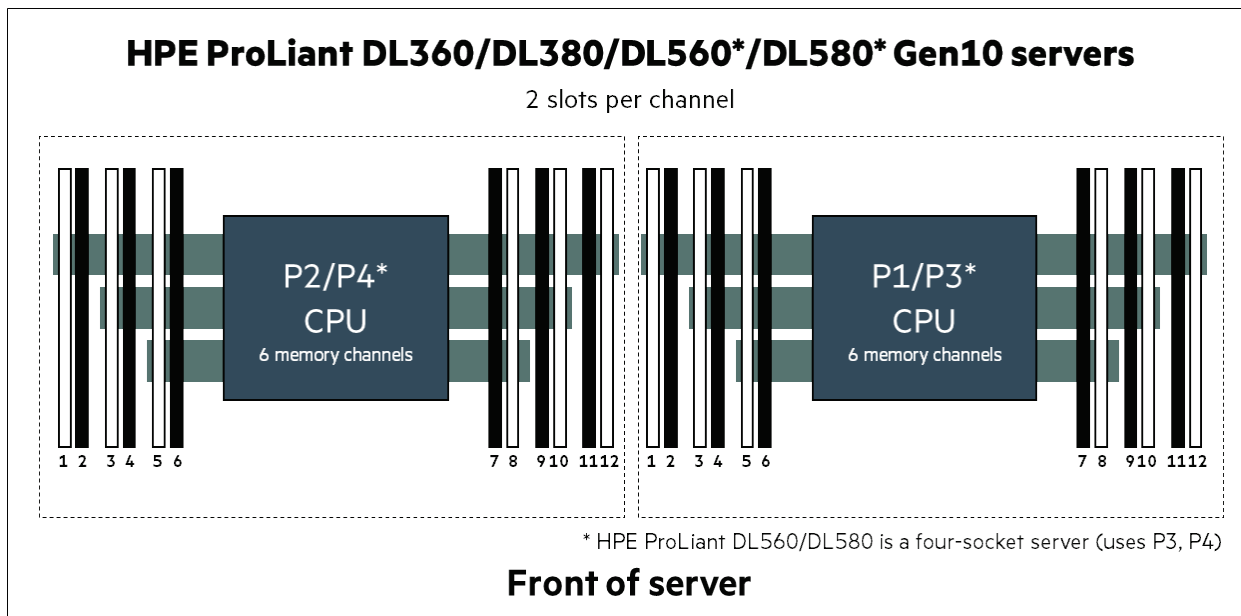 HPE ProLiant DL360/DL380/DL560*/DL580* Gen10 servers
2 slots per channel
P2/P4*
CPU
6 memory channels
1 2 3 4 5 6 7 8 9 10 11 12
P1/P3*
CPU
6 memory channels
1 2 3 4 5 6 7 8 9 10 11 12
* HPE ProLiant DL560/DL580 is a four-socket server (uses P3, P4)
Front of server